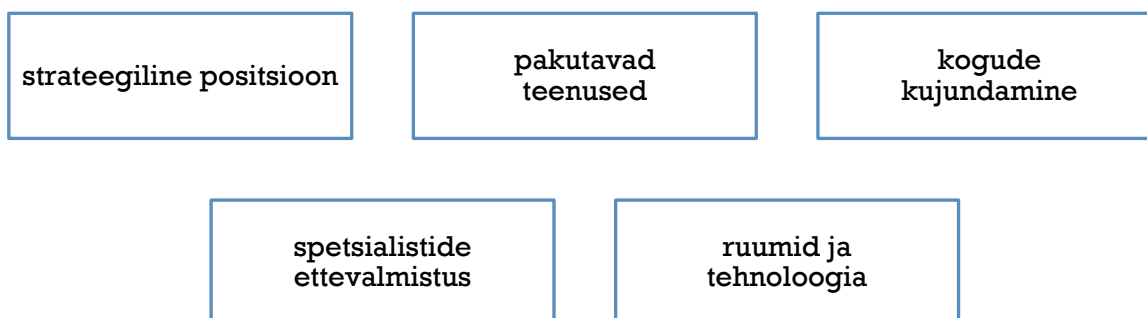 strateegiline positsioon
pakutavad
teenused
kogude
kujundamine
spetsialistide
ettevalmistus
ruumid ja
tehnoloogia